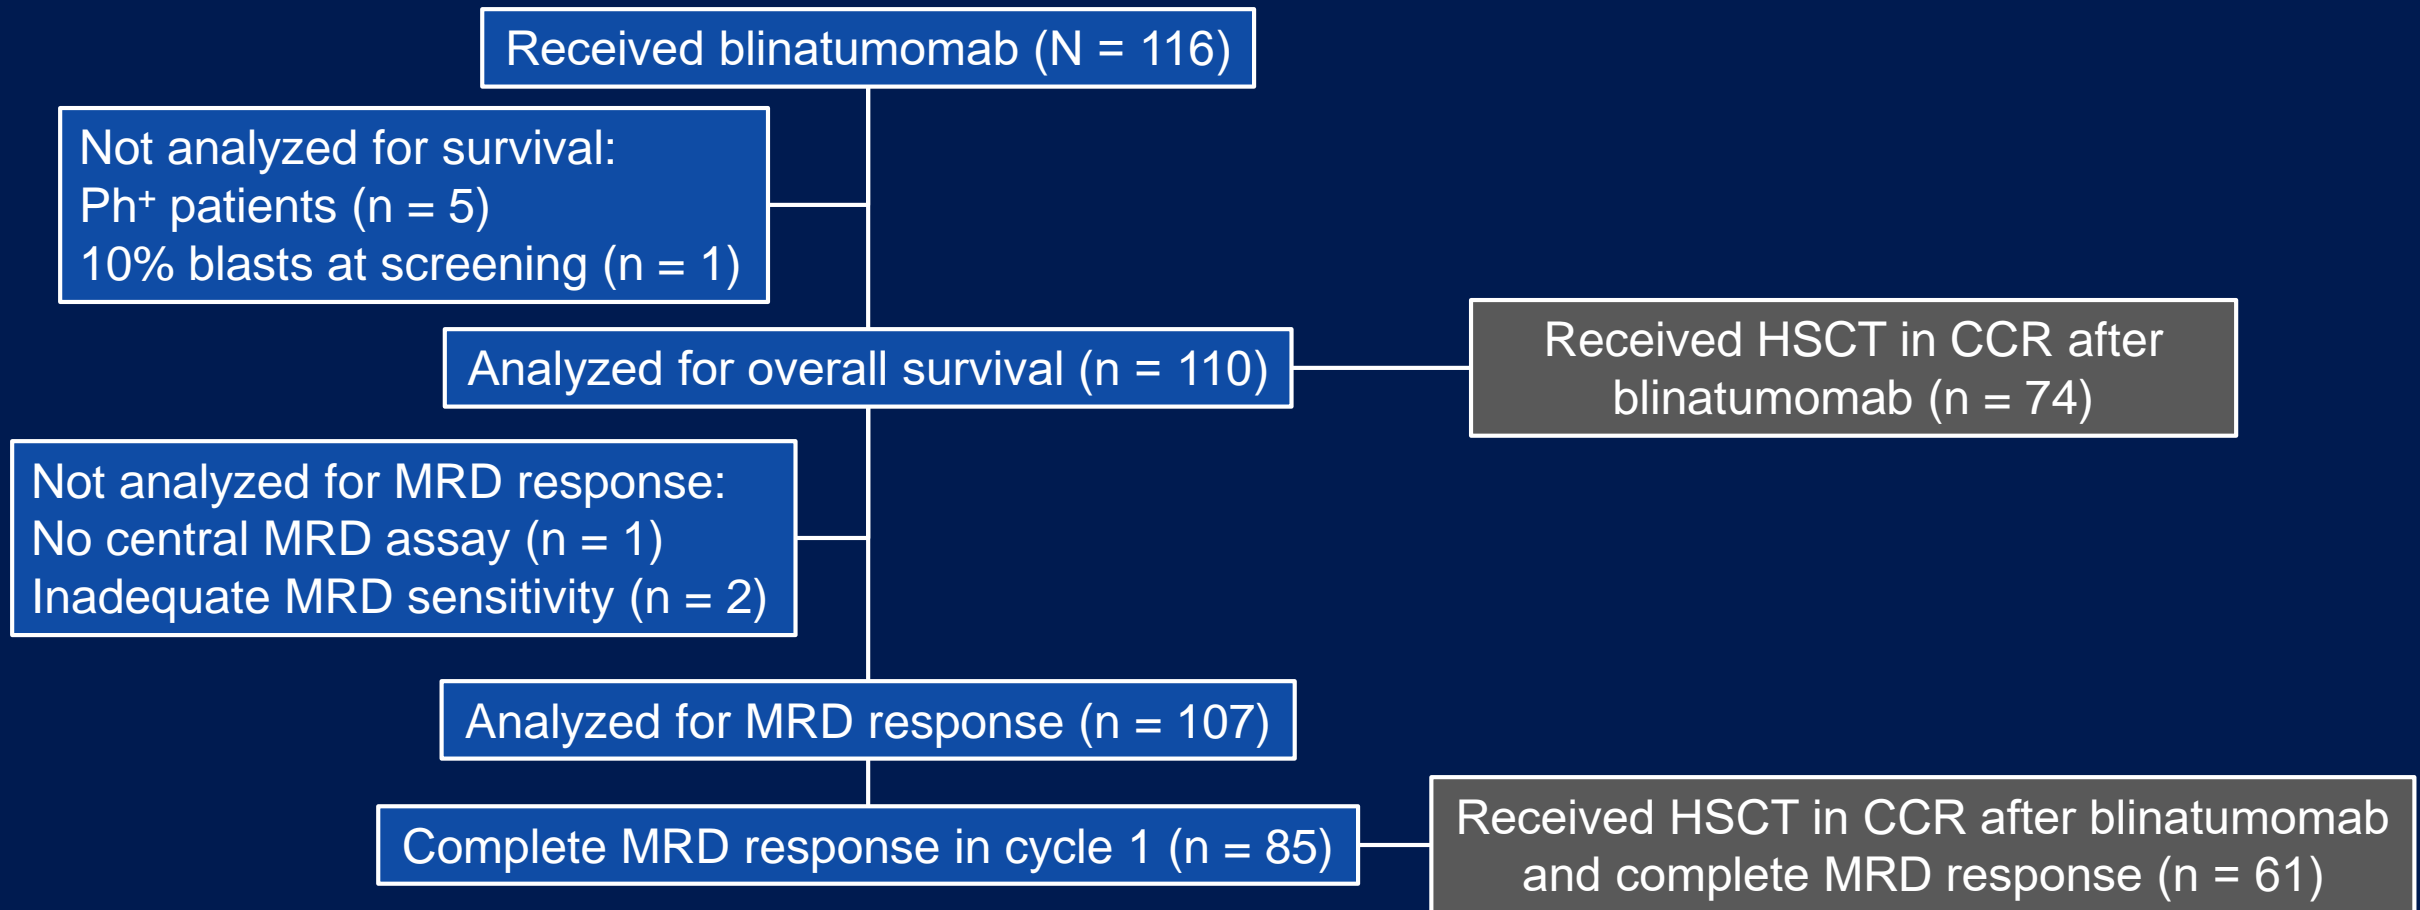 Received blinatumomab (N = 116)
Not analyzed for survival:
Ph⁺ patients (n = 5)
10% blasts at screening (n = 1)
Analyzed for overall survival (n = 110)
Received HSCT in CCR after
blinatumomab (n = 74)
Not analyzed for MRD response:
No central MRD assay (n = 1)
Inadequate MRD sensitivity (n = 2)
Analyzed for MRD response (n = 107)
Complete MRD response in cycle 1 (n = 85)
Received HSCT in CCR after blinatumomab
and complete MRD response (n = 61)